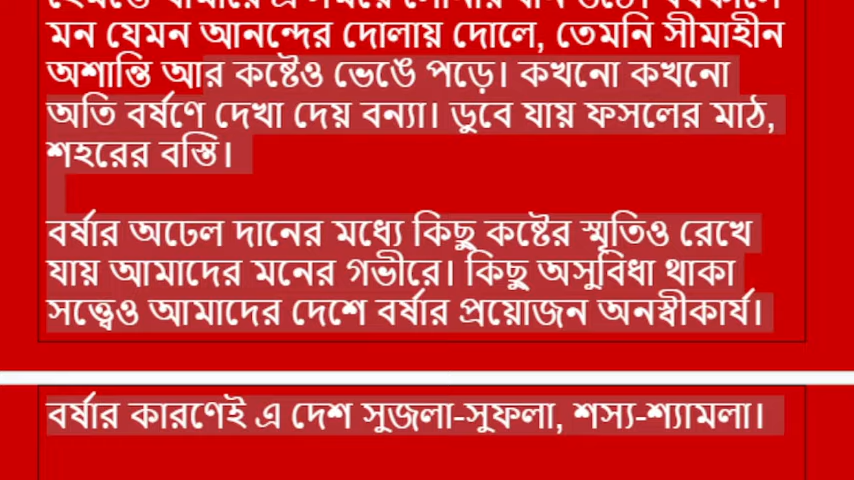 মন যেমন আনন্দের দোলায় দোলে, তেমনি সীমাহীন
অশান্তি আর কষ্টেও ভেঙে পড়ে। কখনো কখনো
অতি বর্ষণে দেখা দেয় বন্যা। ডুবে যায় ফসলের মাঠ,
শহরের বস্তি।
বর্ষার অঢেল দানের মধ্যে কিছু কষ্টের স্মৃতিও রেখে
যায় আমাদের মনের গভীরে। কিছু অসুবিধা থাকা
সত্ত্বেও আমাদের দেশে বর্ষার প্রয়োজন অনস্বীকার্য।
বর্ষার কারণেই এ দেশ সুজলা-সুফলা, শস্য-শ্যামলা।